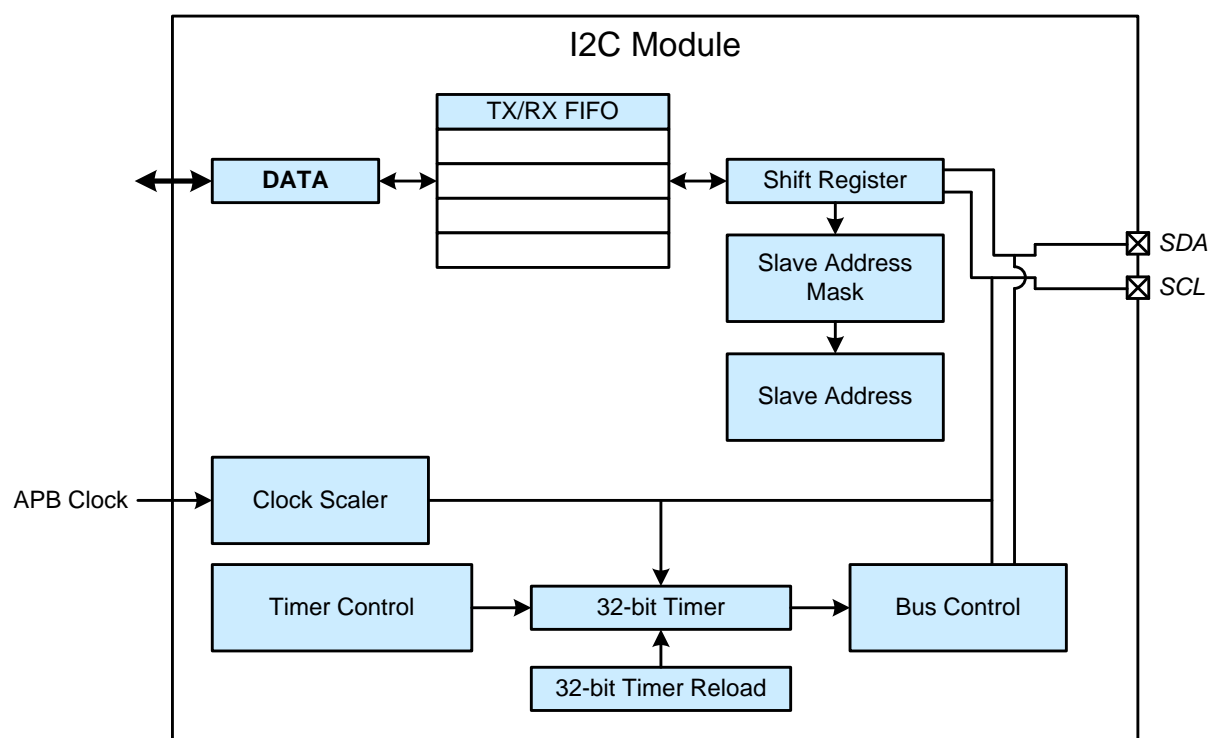 I2C Module
TX/RX FIFO
DATA
Shift Register
Slave Address
Mask
SDA
SCL
Slave Address
APB Clock
Clock Scaler
Timer Control
32-bit Timer
Bus Control
32-bit Timer Reload